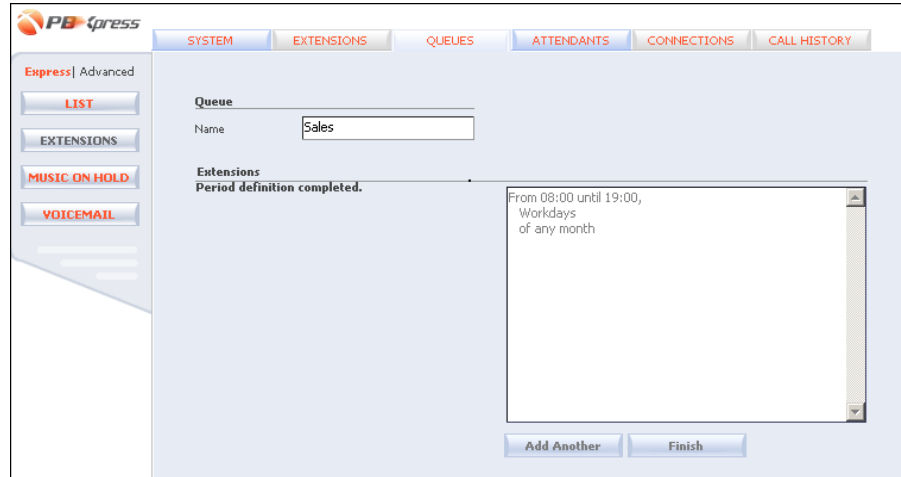 PBXpress
SYSTEM EXTENSIONS QUEUES ATTENDANTS CONNECTIONS CALL HISTORY
Express| Advanced
LIST
EXTENSIONS
MUSIC ON HOLD
VOICEMAIL
Queue
Name Sales
Extensions
Period definition completed.
From 08:00 until 19:00,
Workdays
of any month
Add Another Finish